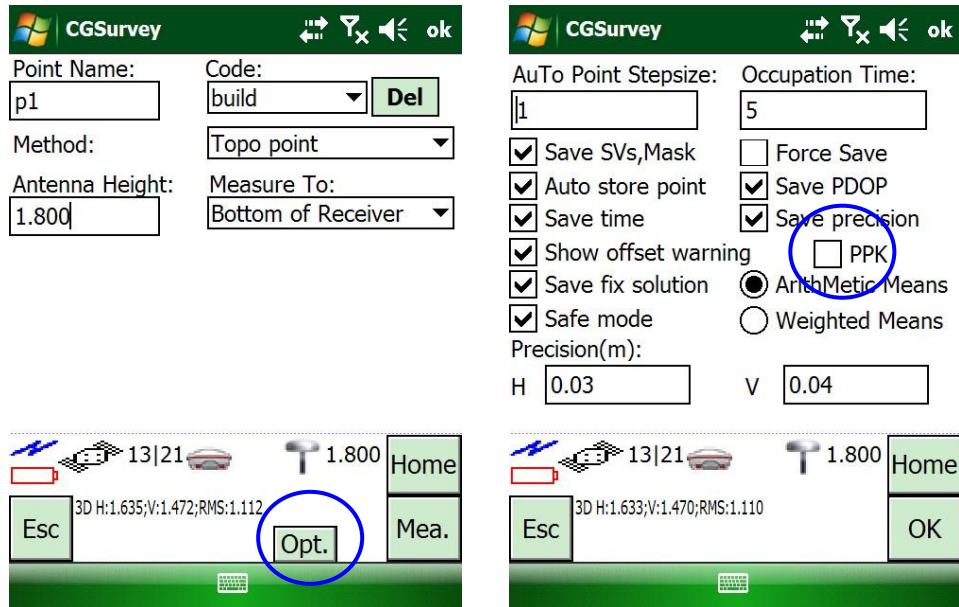 CGSurvey ok
Point Name: Code:
p1 build Del
Method: Topo point
Antenna Height: Measure To:
1.800 Bottom of Receiver
13|21 1.800 Home
Esc 3D H:1.635;V:1.472;RMS:1.112 Opt. Mea.
CGSurvey ok
AuTo Point Stepsize: Occupation Time:
1 5
Save SVs,Mask Force Save
Auto store point Save PDOP
Save time Save precision
Show offset warning PPK
Save fix solution ArithMetic Means
Safe mode Weighted Means
Precision(m):
H 0.03 V 0.04
13|21 1.800 Home
Esc 3D H:1.633;V:1.470;RMS:1.110 OK